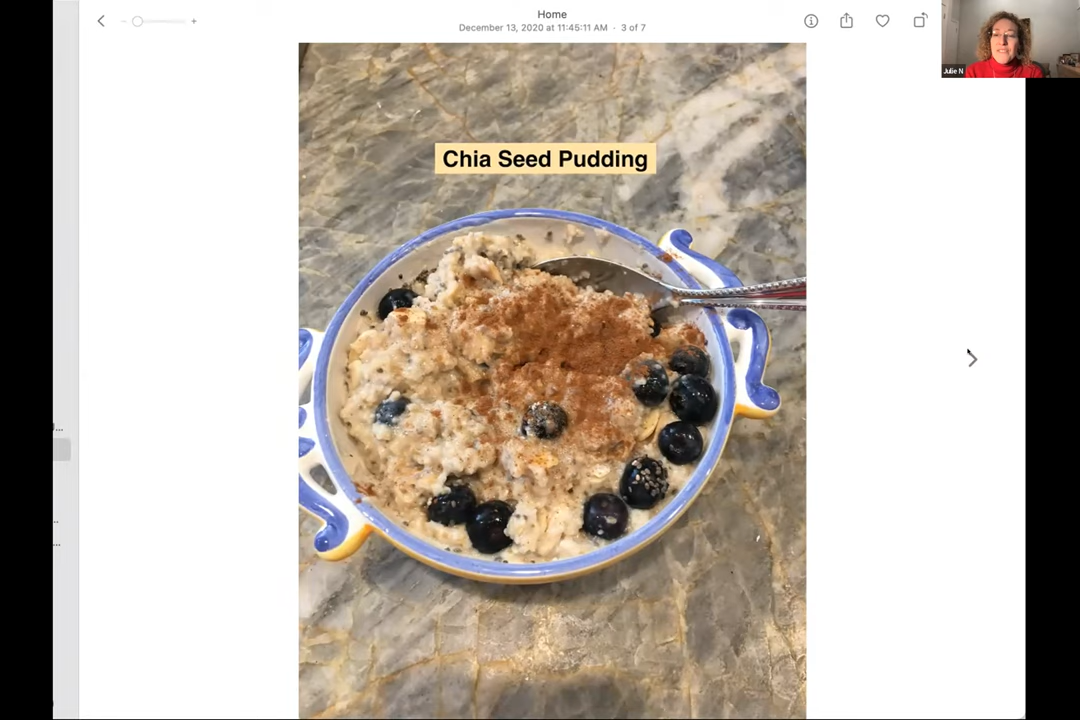 Home
December 13, 2020 at 11:45:11 AM · 3 of 7
Julie N
Chia Seed Pudding